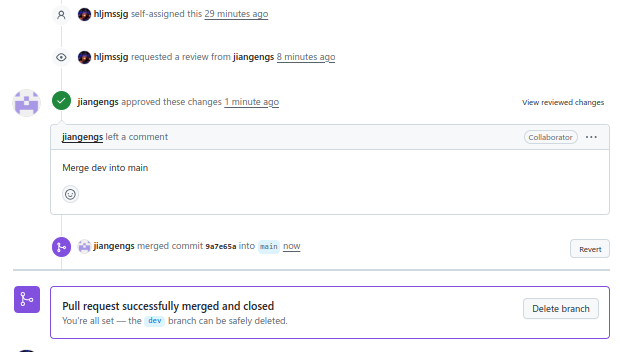 hljmssjg self-assigned this 29 minutes ago
hljmssjg requested a review from jiangengs 8 minutes ago
jiangengs approved these changes 1 minute ago View reviewed changes
jiangengs left a comment Collaborator ...
Merge dev into main
jiangengs merged commit 9a7e65a into main now Revert
Pull request successfully merged and closed
You're all set — the dev branch can be safely deleted. Delete branch